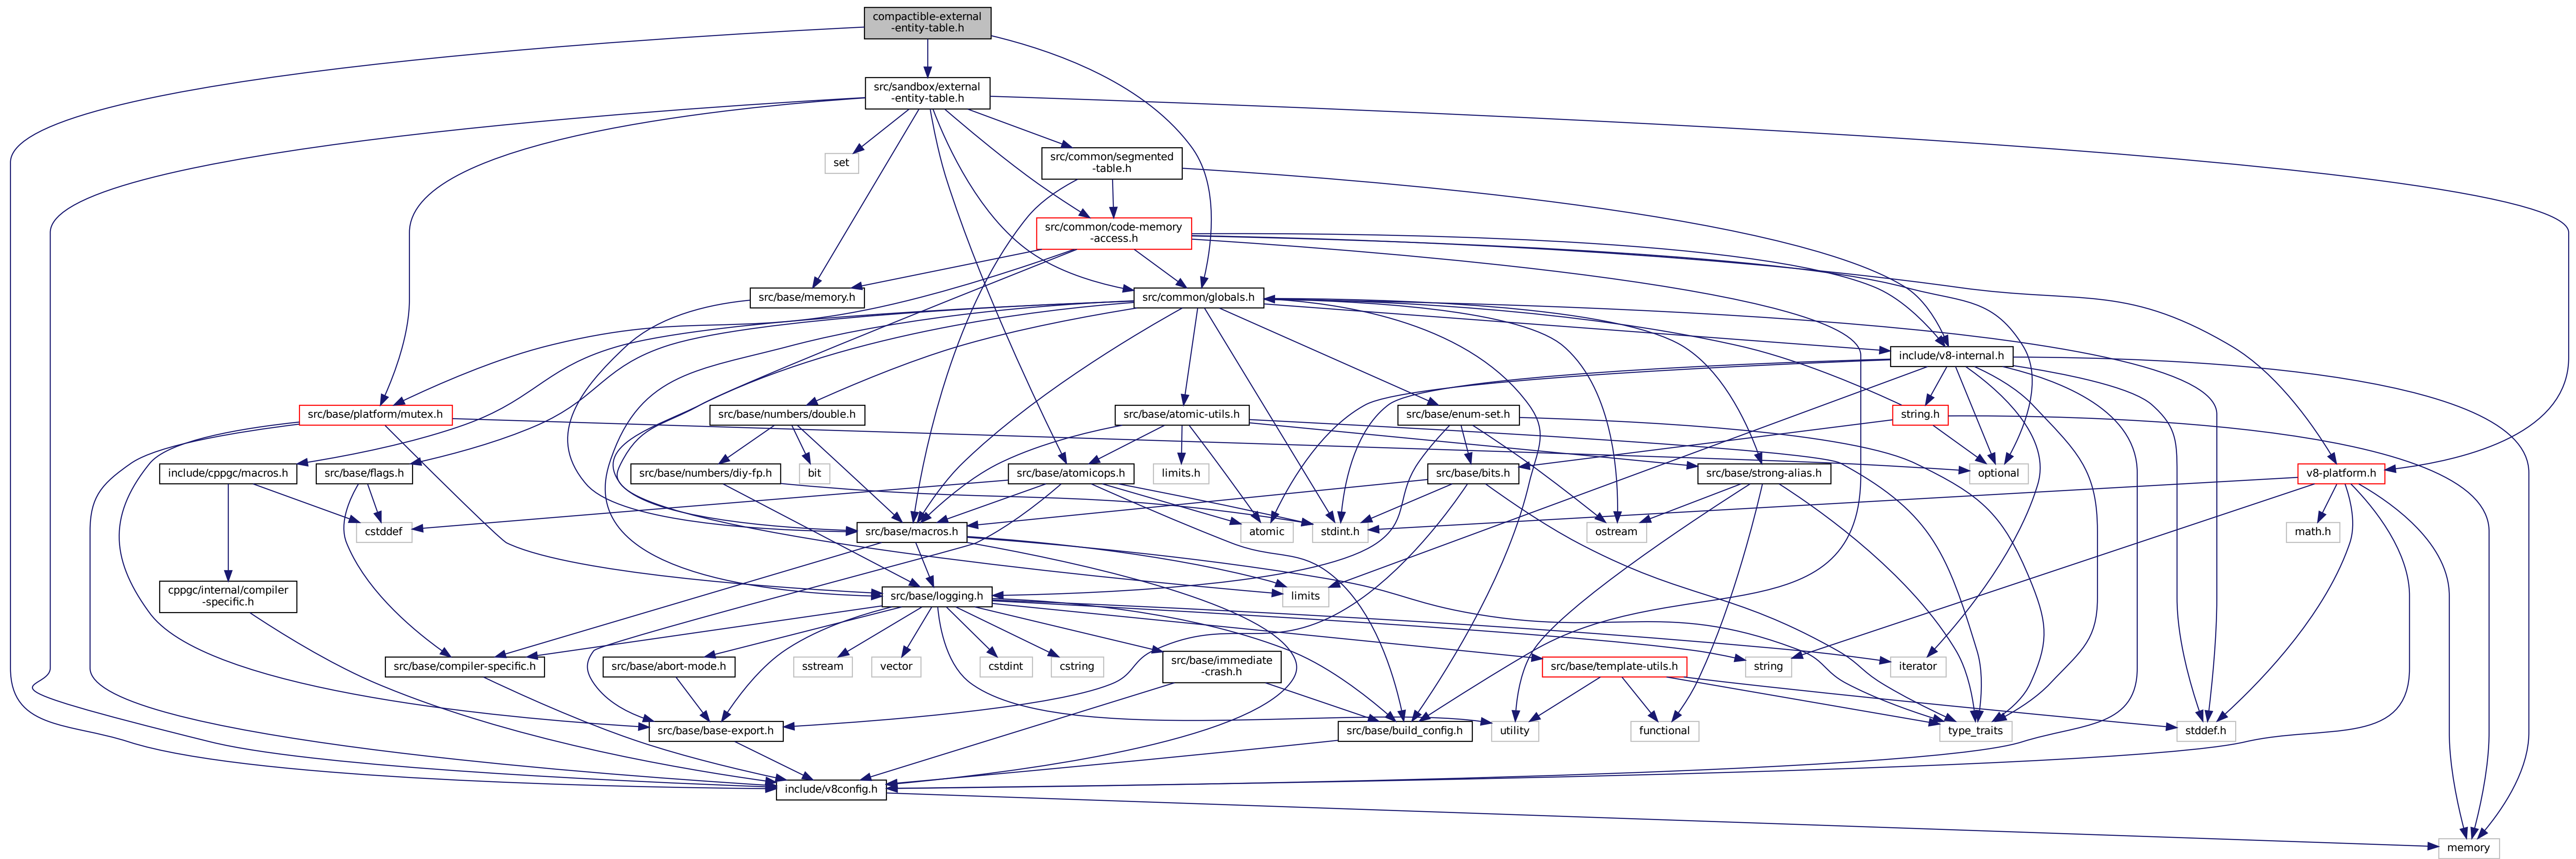 compactible-external
-entity-table.h
src/sandbox/external
-entity-table.h
set
src/common/segmented
-table.h
src/common/code-memory
-access.h
src/base/memory.h
src/common/globals.h
include/v8-internal.h
src/base/platform/mutex.h
src/base/numbers/double.h
src/base/atomic-utils.h
src/base/enum-set.h
string.h
include/cppgc/macros.h
src/base/flags.h
src/base/numbers/diy-fp.h
bit
src/base/atomicops.h
limits.h
src/base/bits.h
src/base/strong-alias.h
optional
v8-platform.h
cstddef
src/base/macros.h
atomic
stdint.h
ostream
math.h
cppgc/internal/compiler
-specific.h
src/base/logging.h
limits
src/base/compiler-specific.h
src/base/abort-mode.h
sstream
vector
cstdint
cstring
src/base/immediate
-crash.h
src/base/template-utils.h
string
iterator
src/base/base-export.h
src/base/build_config.h
utility
functional
type_traits
stddef.h
include/v8config.h
memory